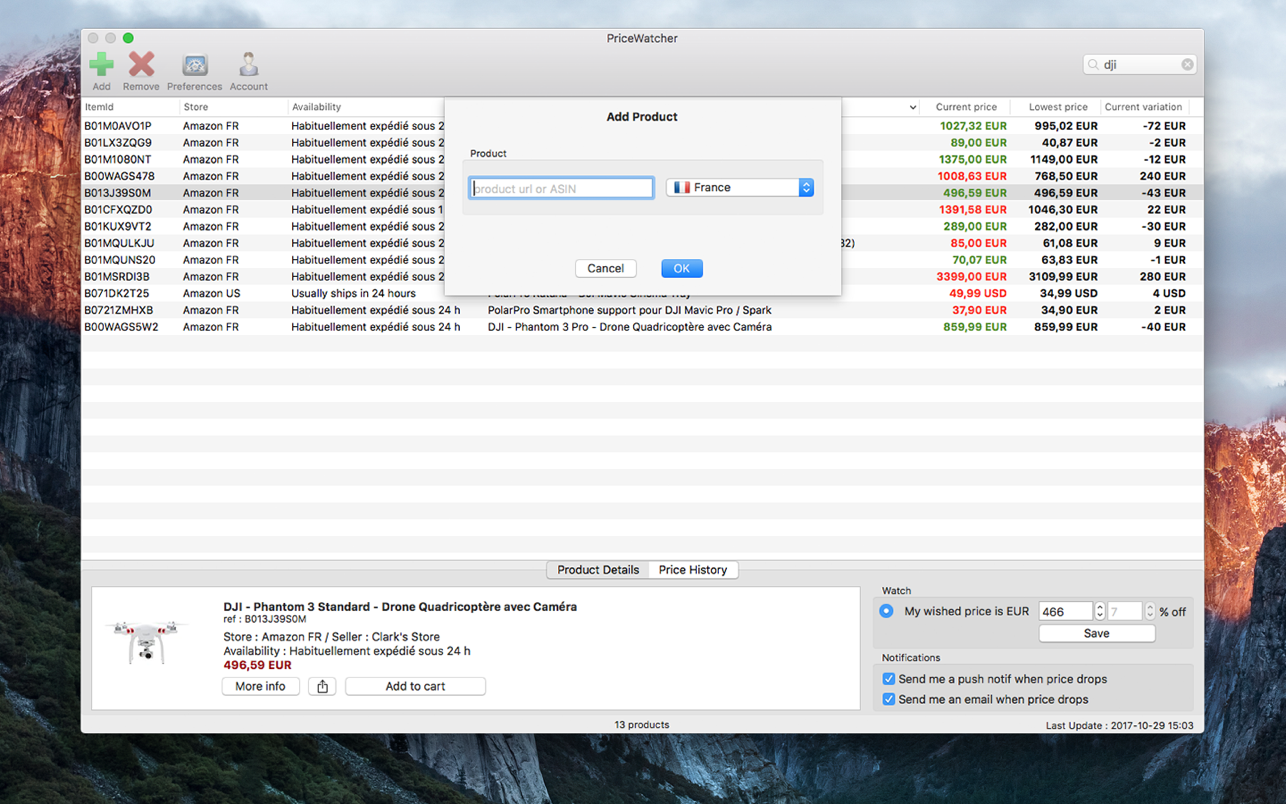 PriceWatcher
Add Remove Preferences Account
dji
ItemId Store Availability Current price Lowest price Current variation
B01M0AVO1P Amazon FR Habituellement expédié sous 2 1027,32 EUR 995,02 EUR -72 EUR
B01LX3ZQG9 Amazon FR Habituellement expédié sous 2 89,00 EUR 40,87 EUR -2 EUR
B01M1080NT Amazon FR Habituellement expédié sous 2 1375,00 EUR 1149,00 EUR -12 EUR
B00WAGS478 Amazon FR Habituellement expédié sous 2 1008,63 EUR 768,50 EUR 240 EUR
B013J39S0M Amazon FR Habituellement expédié sous 2 496,59 EUR 496,59 EUR -43 EUR
B01CFXQZD0 Amazon FR Habituellement expédié sous 1 1391,58 EUR 1046,30 EUR 22 EUR
B01KUX9VT2 Amazon FR Habituellement expédié sous 2 289,00 EUR 282,00 EUR -30 EUR
B01MQULKJU Amazon FR Habituellement expédié sous 2 32) 85,00 EUR 61,08 EUR 9 EUR
B01MQUNS20 Amazon FR Habituellement expédié sous 2 70,07 EUR 63,83 EUR -1 EUR
B01MSRDI3B Amazon FR Habituellement expédié sous 2 3399,00 EUR 3109,99 EUR 280 EUR
B071DK2T25 Amazon US Usually ships in 24 hours 49,99 USD 34,99 USD 4 USD
B0721ZMHXB Amazon FR Habituellement expédié sous 24 h PolarPro Smartphone support pour DJI Mavic Pro / Spark 37,90 EUR 34,90 EUR 2 EUR
B00WAGS5W2 Amazon FR Habituellement expédié sous 24 h DJI - Phantom 3 Pro - Drone Quadricoptère avec Caméra 859,99 EUR 859,99 EUR -40 EUR
Add Product
Product
product url or ASIN France
Cancel OK
Product Details Price History
DJI - Phantom 3 Standard - Drone Quadricoptère avec Caméra
ref : B013J39S0M
Store : Amazon FR / Seller : Clark's Store
Availability : Habituellement expédié sous 24 h
496,59 EUR
More info Add to cart
Watch
My wished price is EUR 466 7 % off
Save
Notifications
Send me a push notif when price drops
Send me an email when price drops
13 products
Last Update : 2017-10-29 15:03